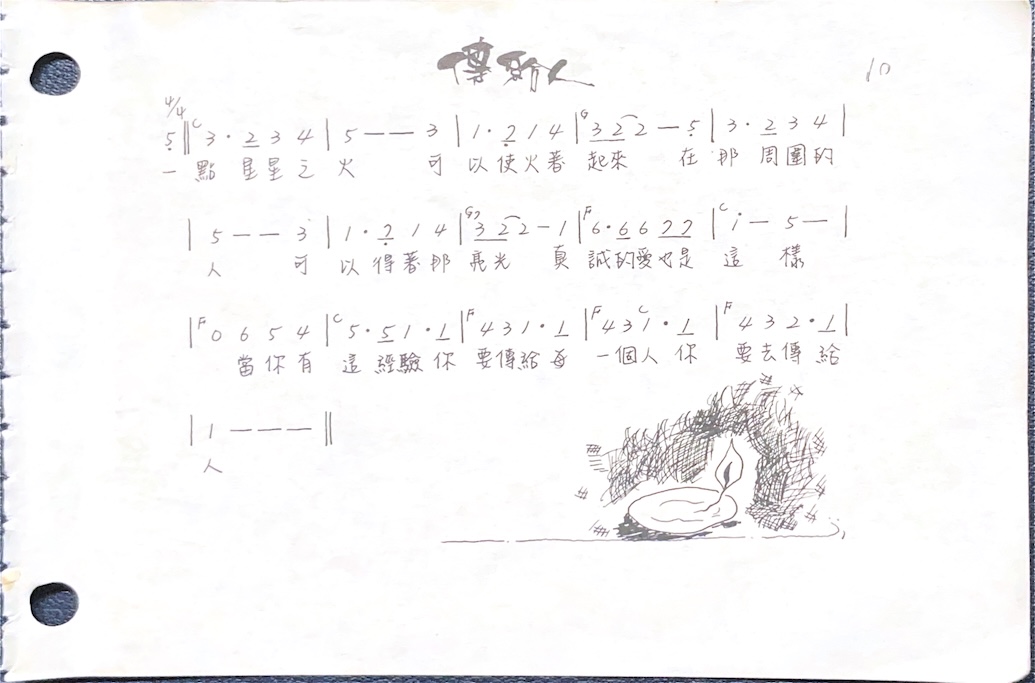 傳薪人
10
4/4
C G
5 ‖ 3 · 2 3 4 | 5 — — 3 | 1 · 2 1 4 | 3 2 2 — 5 | 3 · 2 3 4 |
一點星星之火 可以使火著起來 在那周圍的
G7 F C
| 5 — — 3 | 1 · 2 1 4 | 3 2 2 — 1 | 6 · 6 6 7 7 | i — 5 — |
人 可以得著那亮光 真誠的愛也是這樣
F C F F C F
| 0 6 5 4 | 5 · 5 1 · 1 | 4 3 1 · 1 | 4 3 1 · 1 | 4 3 2 · 1 |
當你有這經驗你要傳給每一個人你要去傳給
| 1 — — — ‖
人